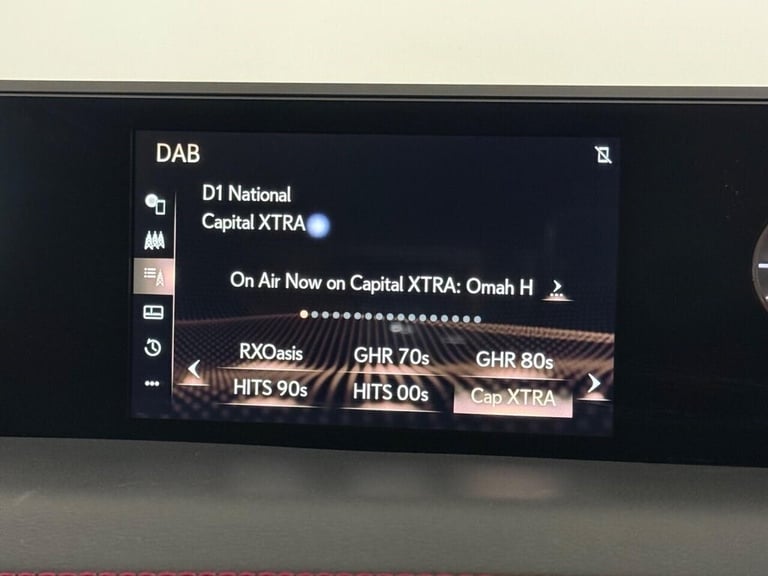 DAB
D1 National
Capital XTRA
On Air Now on Capital XTRA: Omah H
RXOasis GHR 70s GHR 80s
HITS 90s HITS 00s Cap XTRA